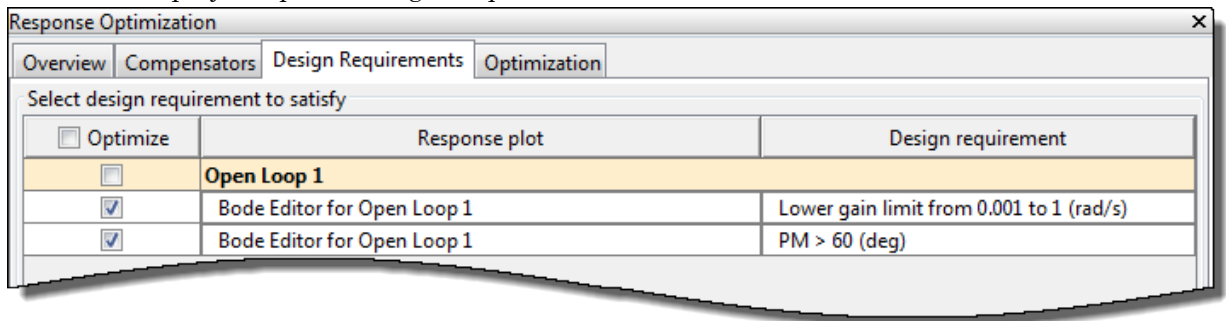 Response Optimization
Overview Compensators Design Requirements Optimization
Select design requirement to satisfy
Optimize Response plot Design requirement
Open Loop 1
Bode Editor for Open Loop 1 Lower gain limit from 0.001 to 1 (rad/s)
Bode Editor for Open Loop 1 PM > 60 (deg)